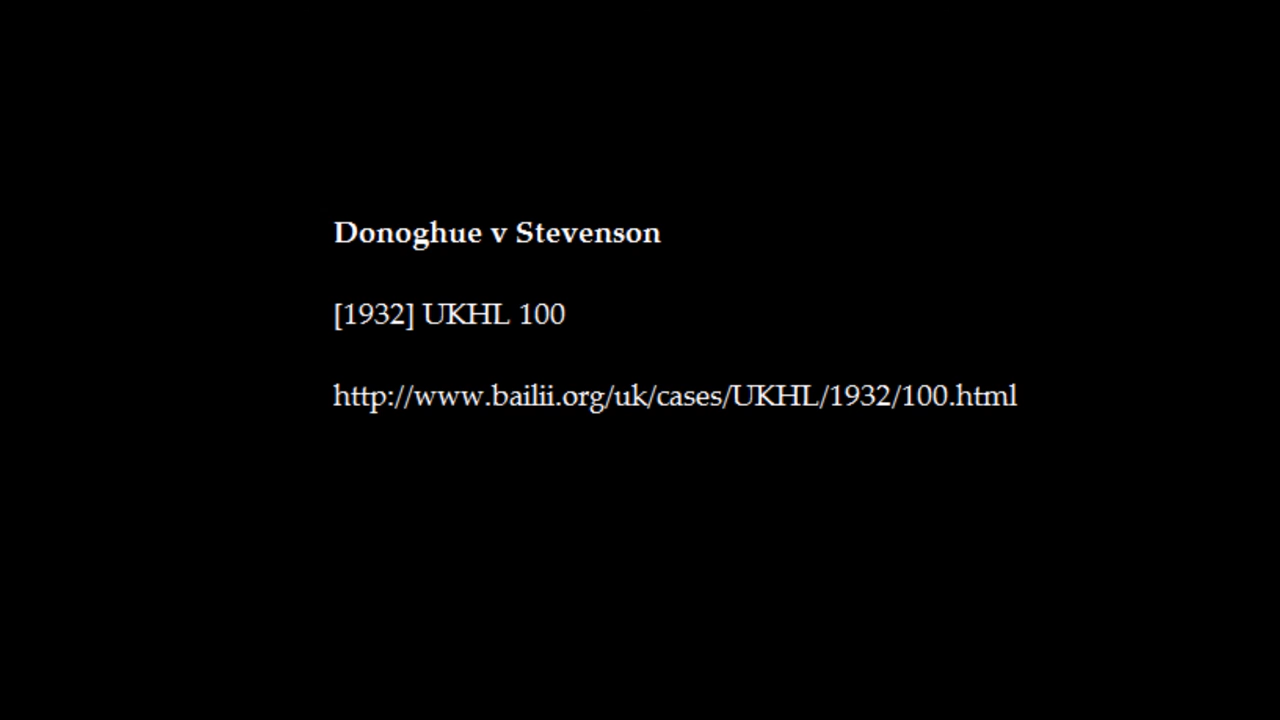 Donoghue v Stevenson
[1932] UKHL 100
http://www.bailii.org/uk/cases/UKHL/1932/100.html